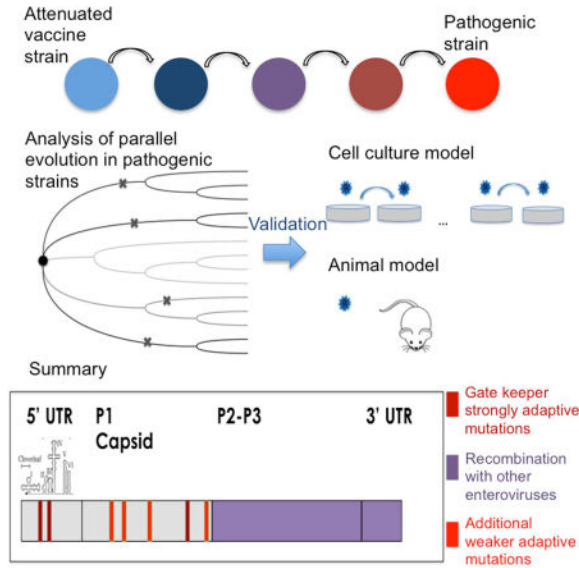 Attenuated
vaccine
strain
Pathogenic
strain
Analysis of parallel
evolution in pathogenic
strains
Cell culture model
Validation
...
Animal model
Summary
5' UTR
P1
Capsid
P2-P3
3' UTR
Cloverleaf
I
V
VI
Gate keeper
strongly adaptive
mutations
Recombination
with other
enteroviruses
Additional
weaker adaptive
mutations